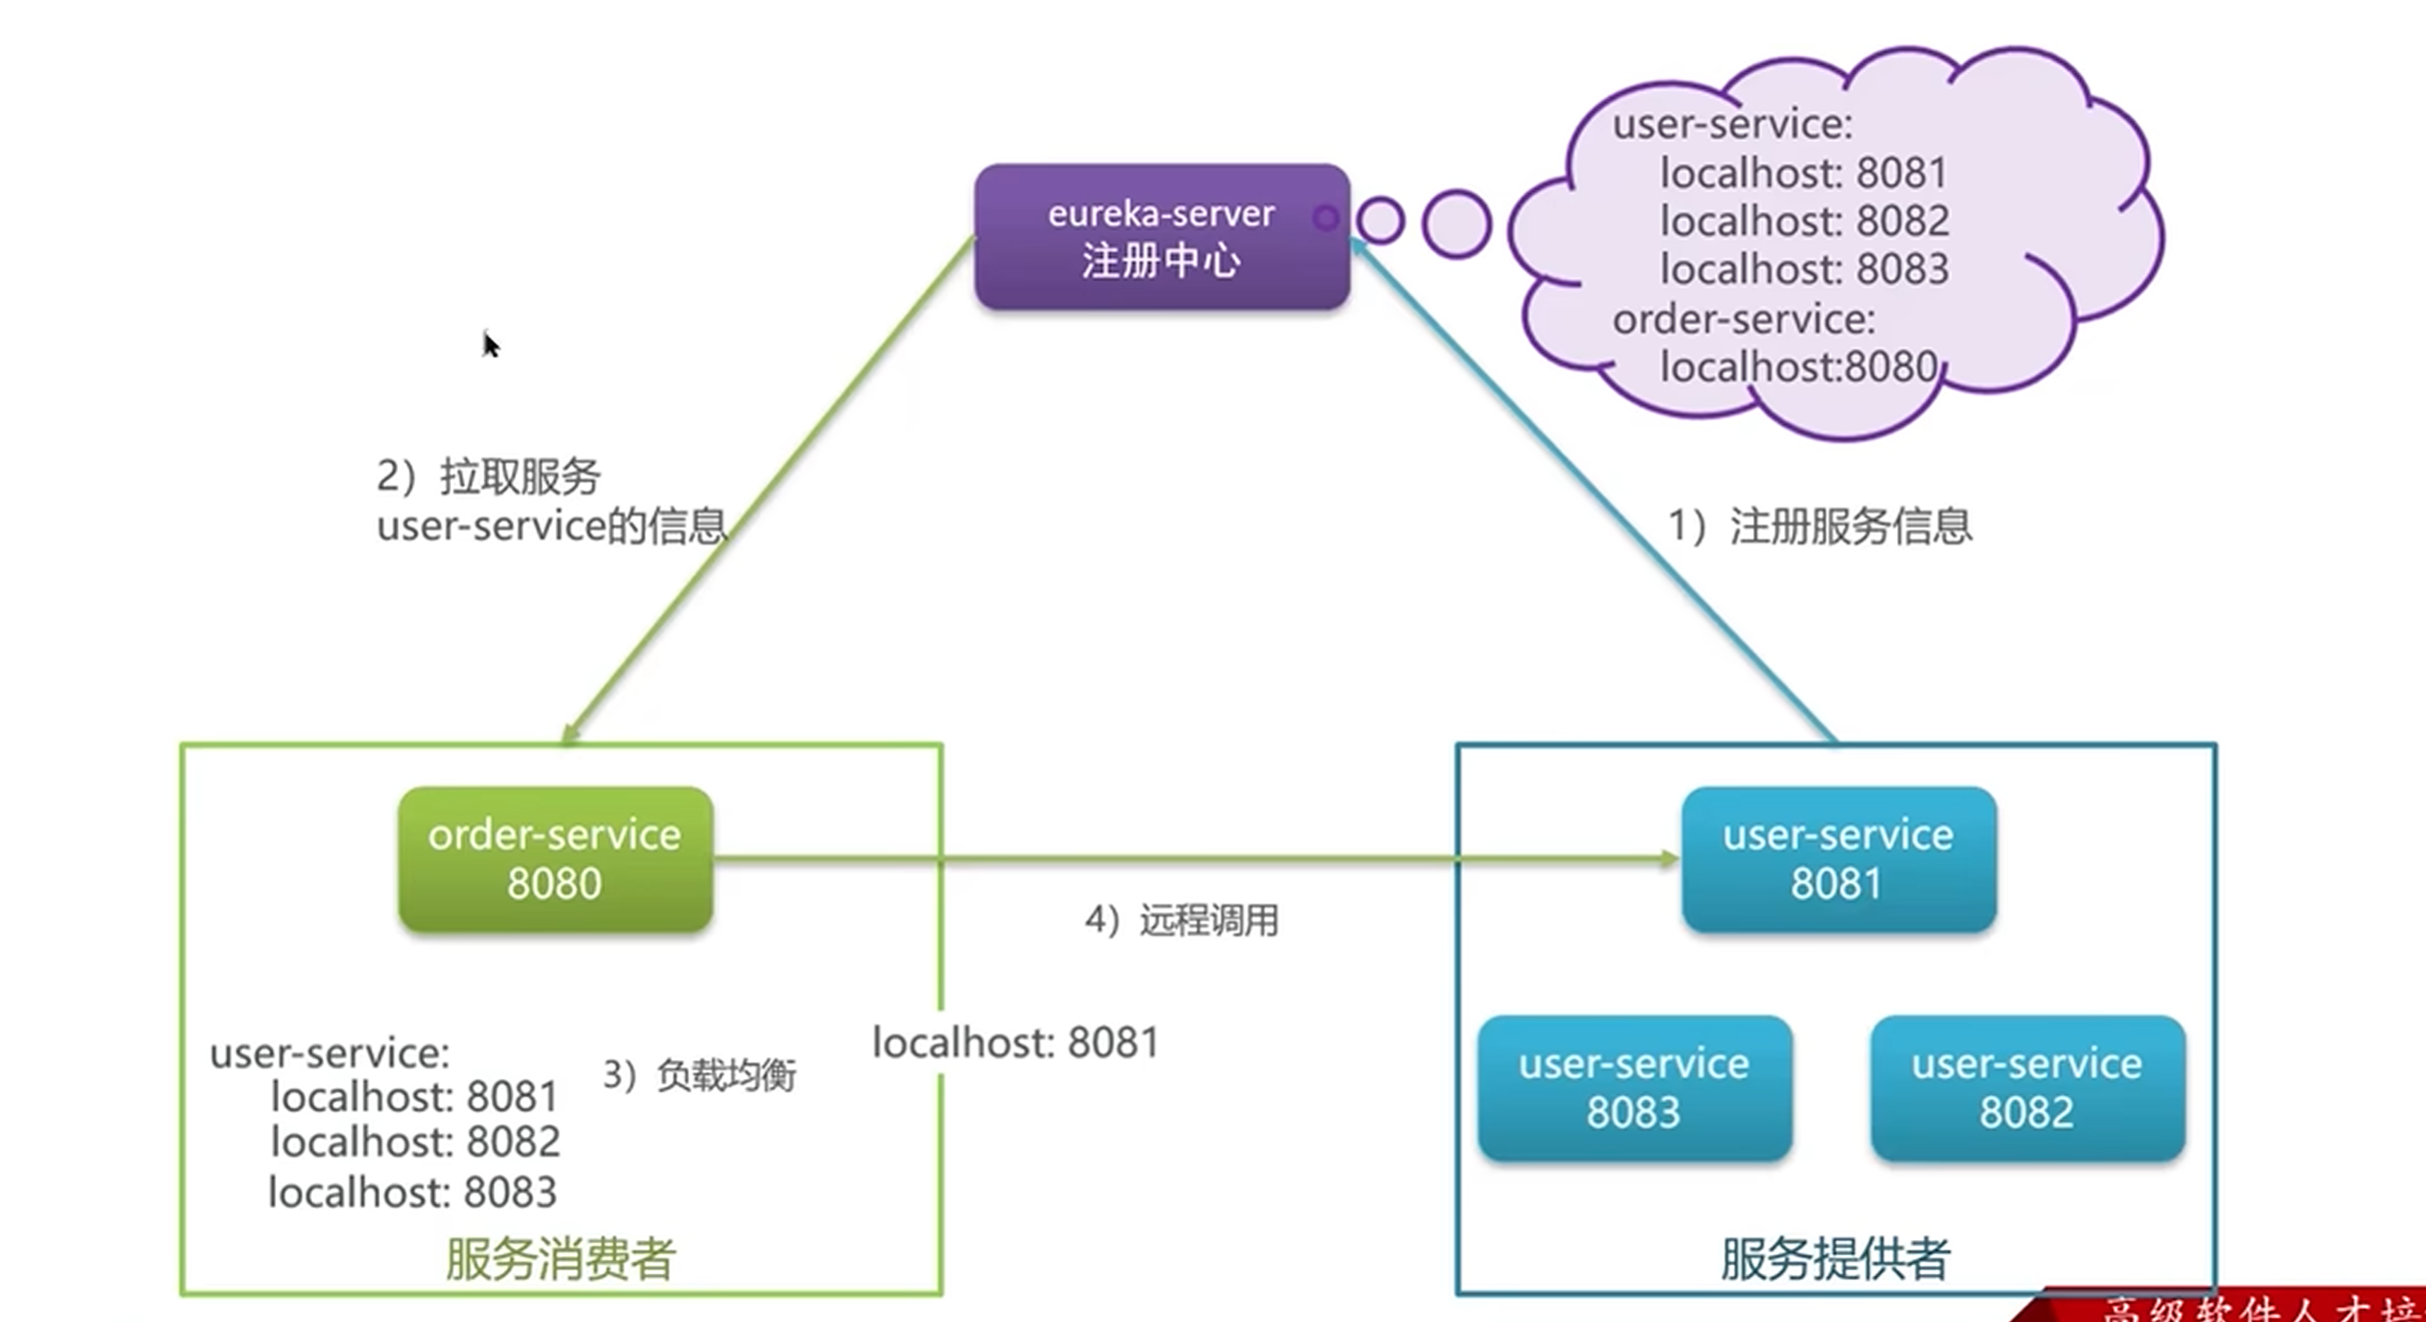 user-service:
localhost: 8081
localhost: 8082
localhost: 8083
order-service:
localhost:8080
eureka-server
注册中心
2）拉取服务
user-service的信息
1）注册服务信息
order-service
8080
user-service
8081
4）远程调用
user-service:
localhost: 8081
localhost: 8082
localhost: 8083
3）负载均衡
localhost: 8081
user-service
8083
user-service
8082
服务消费者
服务提供者
高级软件人才培